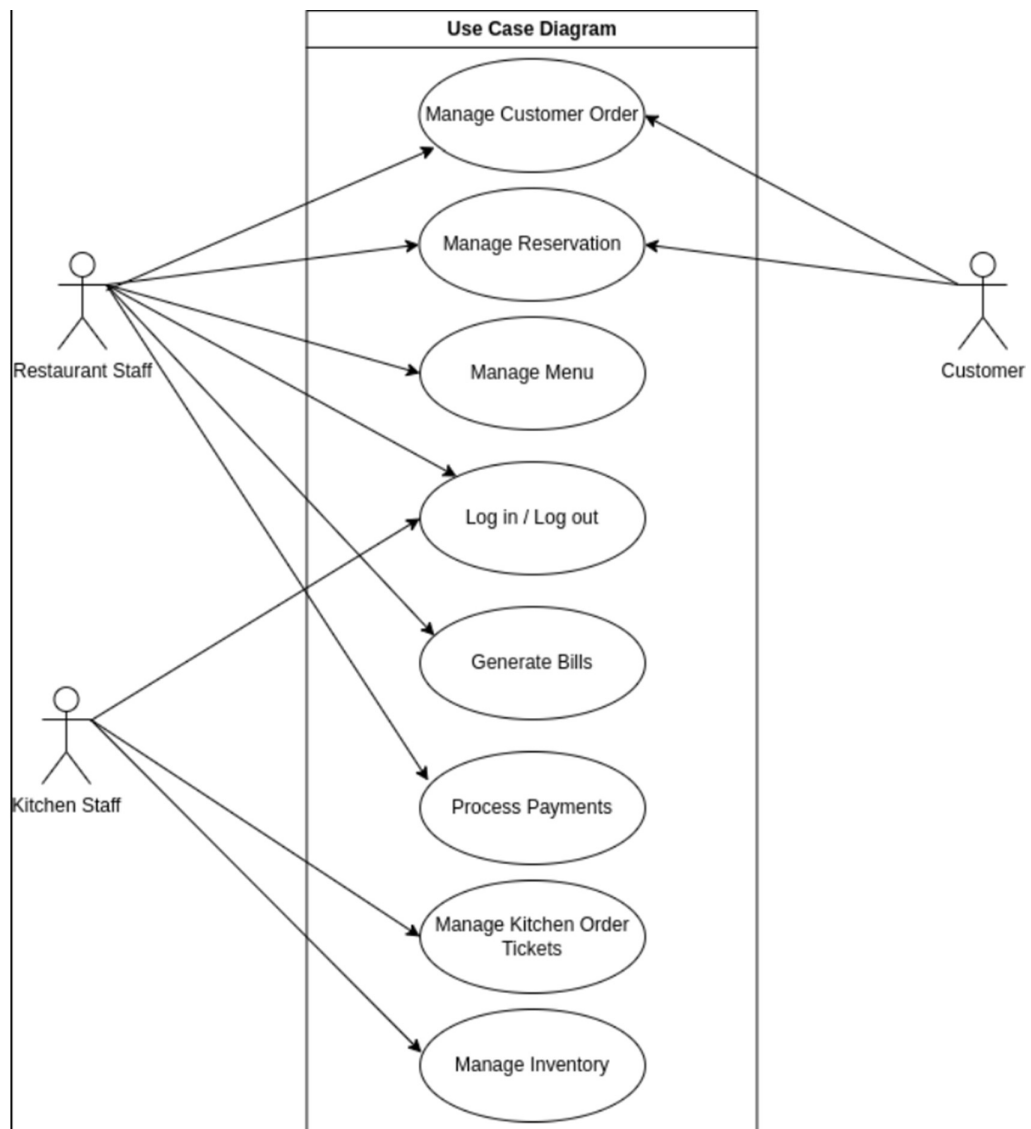 Use Case Diagram
Manage Customer Order
Manage Reservation
Restaurant Staff
Manage Menu
Customer
Log in / Log out
Generate Bills
Kitchen Staff
Process Payments
Manage Kitchen Order
Tickets
Manage Inventory